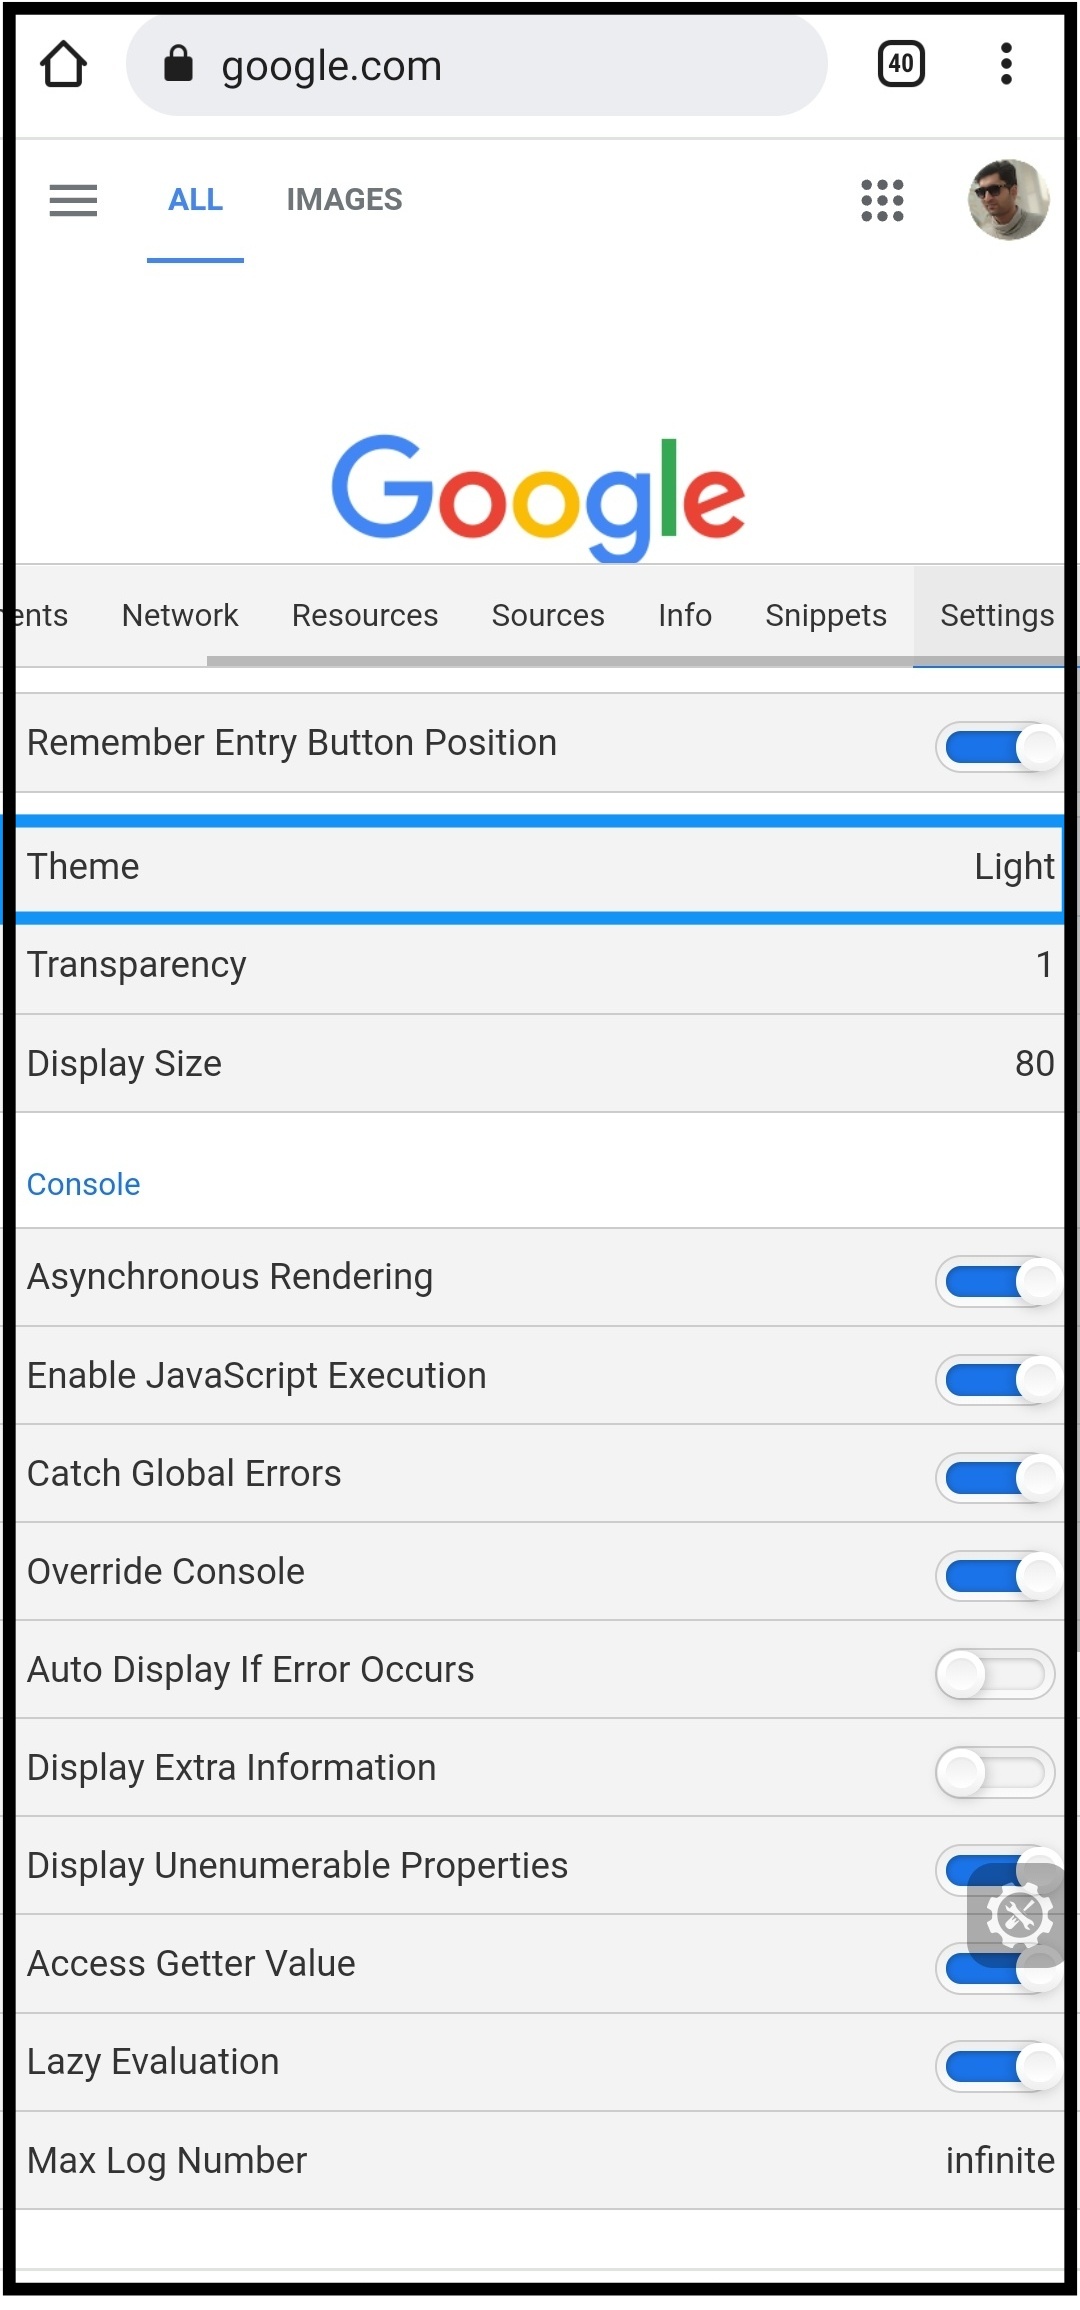 google.com
40
ALL IMAGES
Google
ents Network Resources Sources Info Snippets Settings
Remember Entry Button Position
Theme Light
Transparency 1
Display Size 80
Console
Asynchronous Rendering
Enable JavaScript Execution
Catch Global Errors
Override Console
Auto Display If Error Occurs
Display Extra Information
Display Unenumerable Properties
Access Getter Value
Lazy Evaluation
Max Log Number infinite